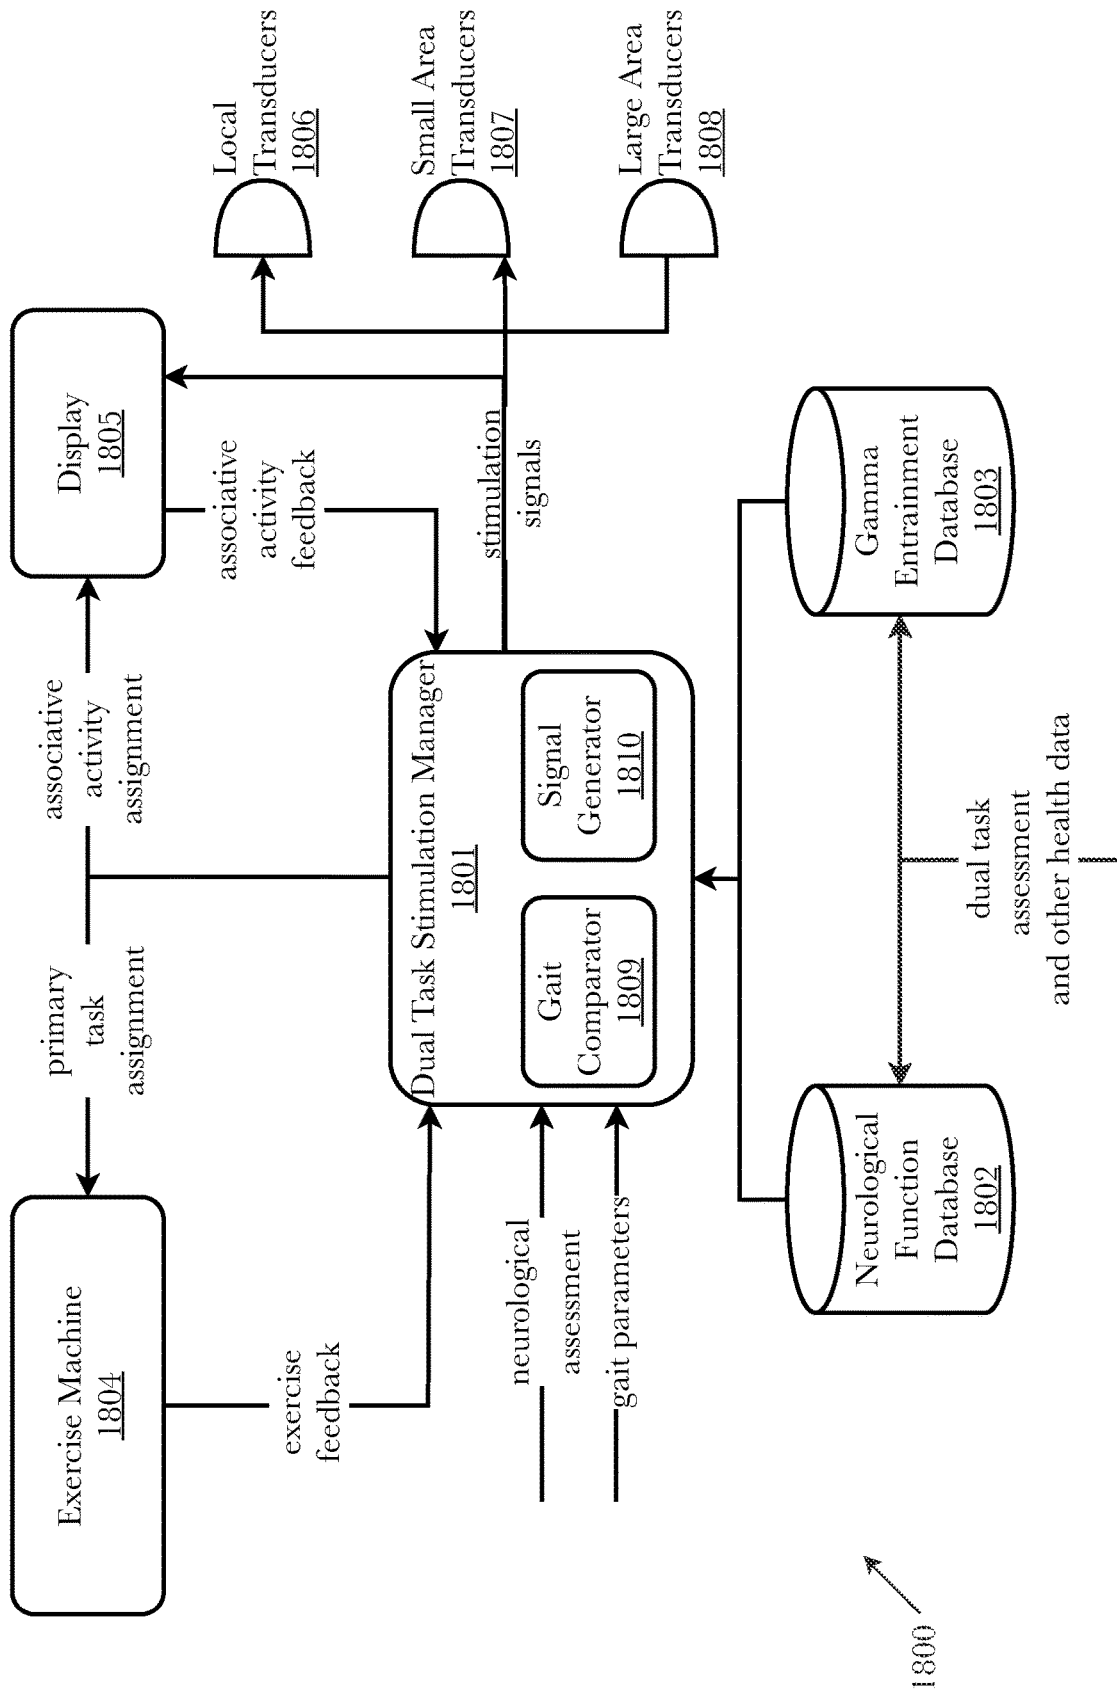 Exercise Machine
1804
primary
task
assignment
associative
activity
assignment
Display
1805
exercise
feedback
associative
activity
feedback
Local
Transducers
1806
Small Area
Transducers
1807
Large Area
Transducers
1808
Dual Task Stimulation Manager
1801
Gait
Comparator
1809
Signal
Generator
1810
stimulation
signals
neurological
assessment
gait parameters
Neurological
Function
Database
1802
Gamma
Entrainment
Database
1803
dual task
assessment
and other health data
1800